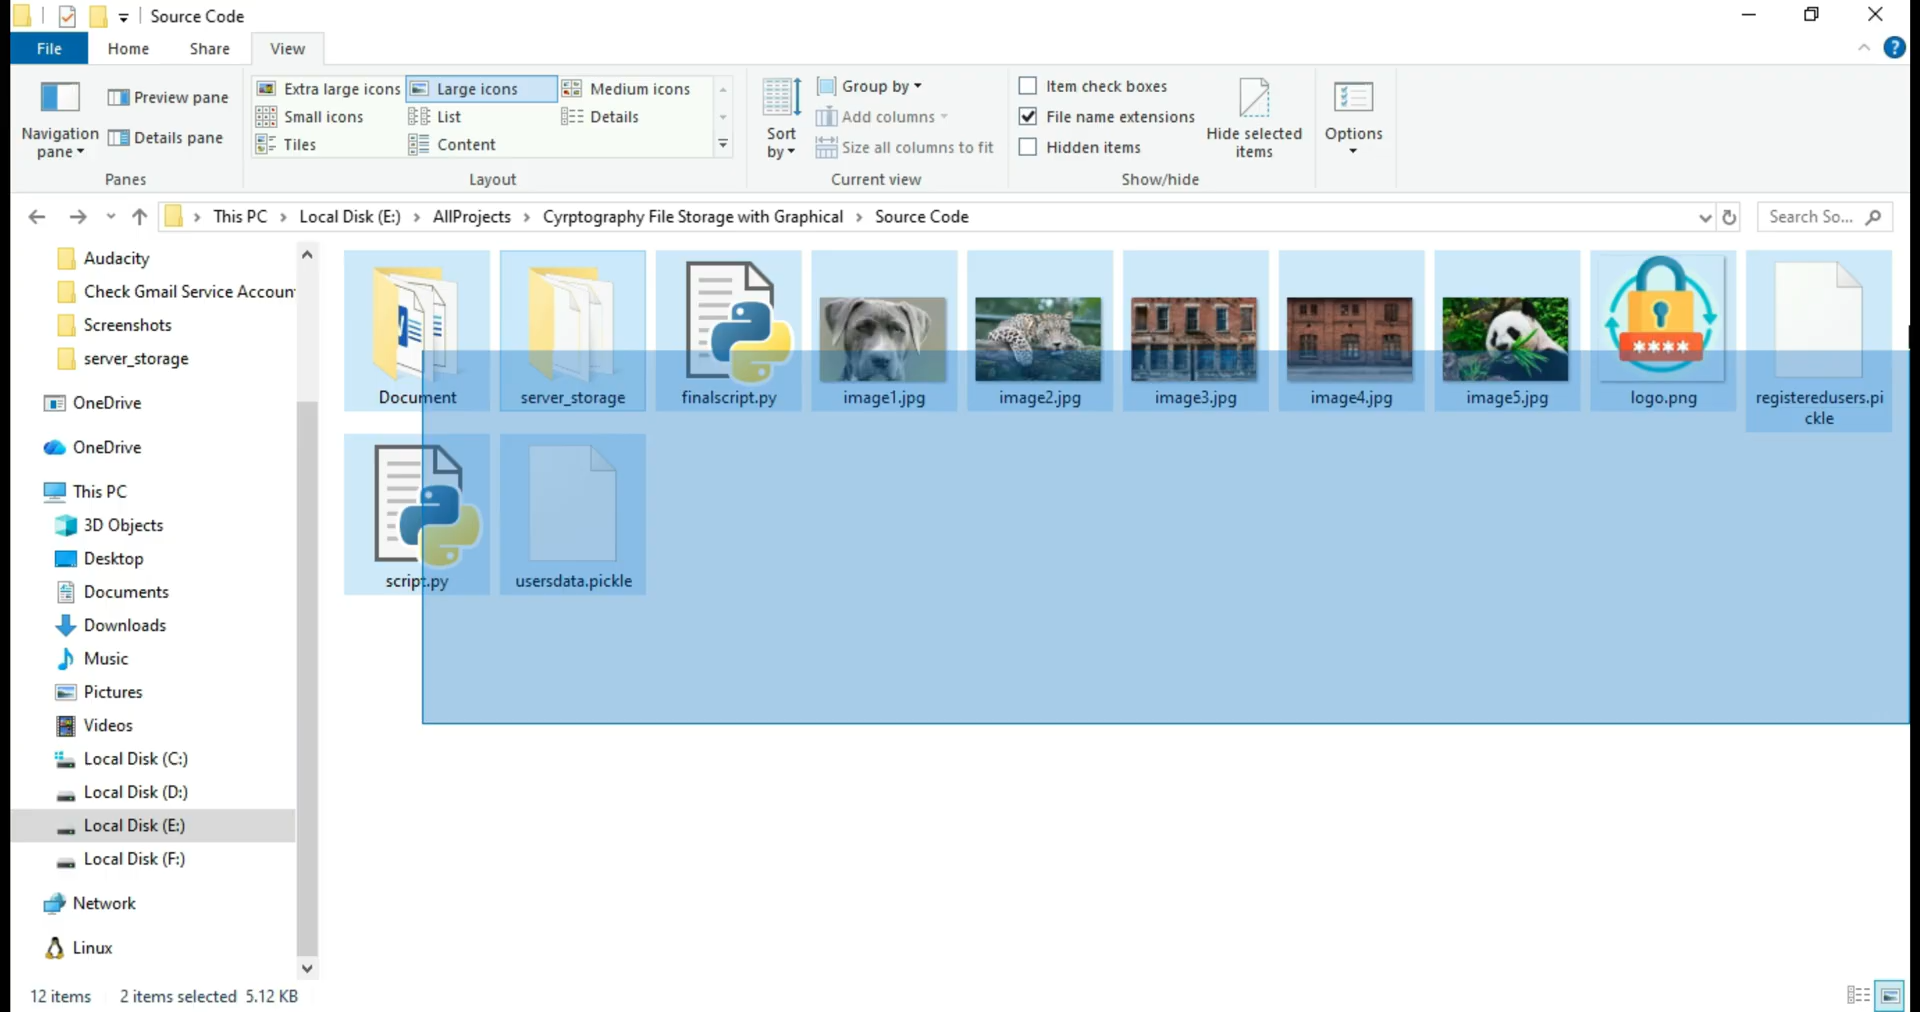 Source Code
File Home Share View
Navigation pane
Preview pane
Details pane
Panes
Extra large icons Large icons Medium icons
Small icons List Details
Tiles Content
Layout
Sort by
Group by
Add columns
Size all columns to fit
Current view
Item check boxes
File name extensions
Hidden items
Hide selected items
Show/hide
Options
This PC > Local Disk (E:) > AllProjects > Cyrptography File Storage with Graphical > Source Code
Search So...
Audacity
Check Gmail Service Accoun
Screenshots
server_storage
OneDrive
OneDrive
This PC
3D Objects
Desktop
Documents
Downloads
Music
Pictures
Videos
Local Disk (C:)
Local Disk (D:)
Local Disk (E:)
Local Disk (F:)
Network
Linux
Document server_storage finalscript.py image1.jpg image2.jpg image3.jpg image4.jpg image5.jpg logo.png registeredusers.pi
ckle
script.py usersdata.pickle
12 items 2 items selected 5.12 KB